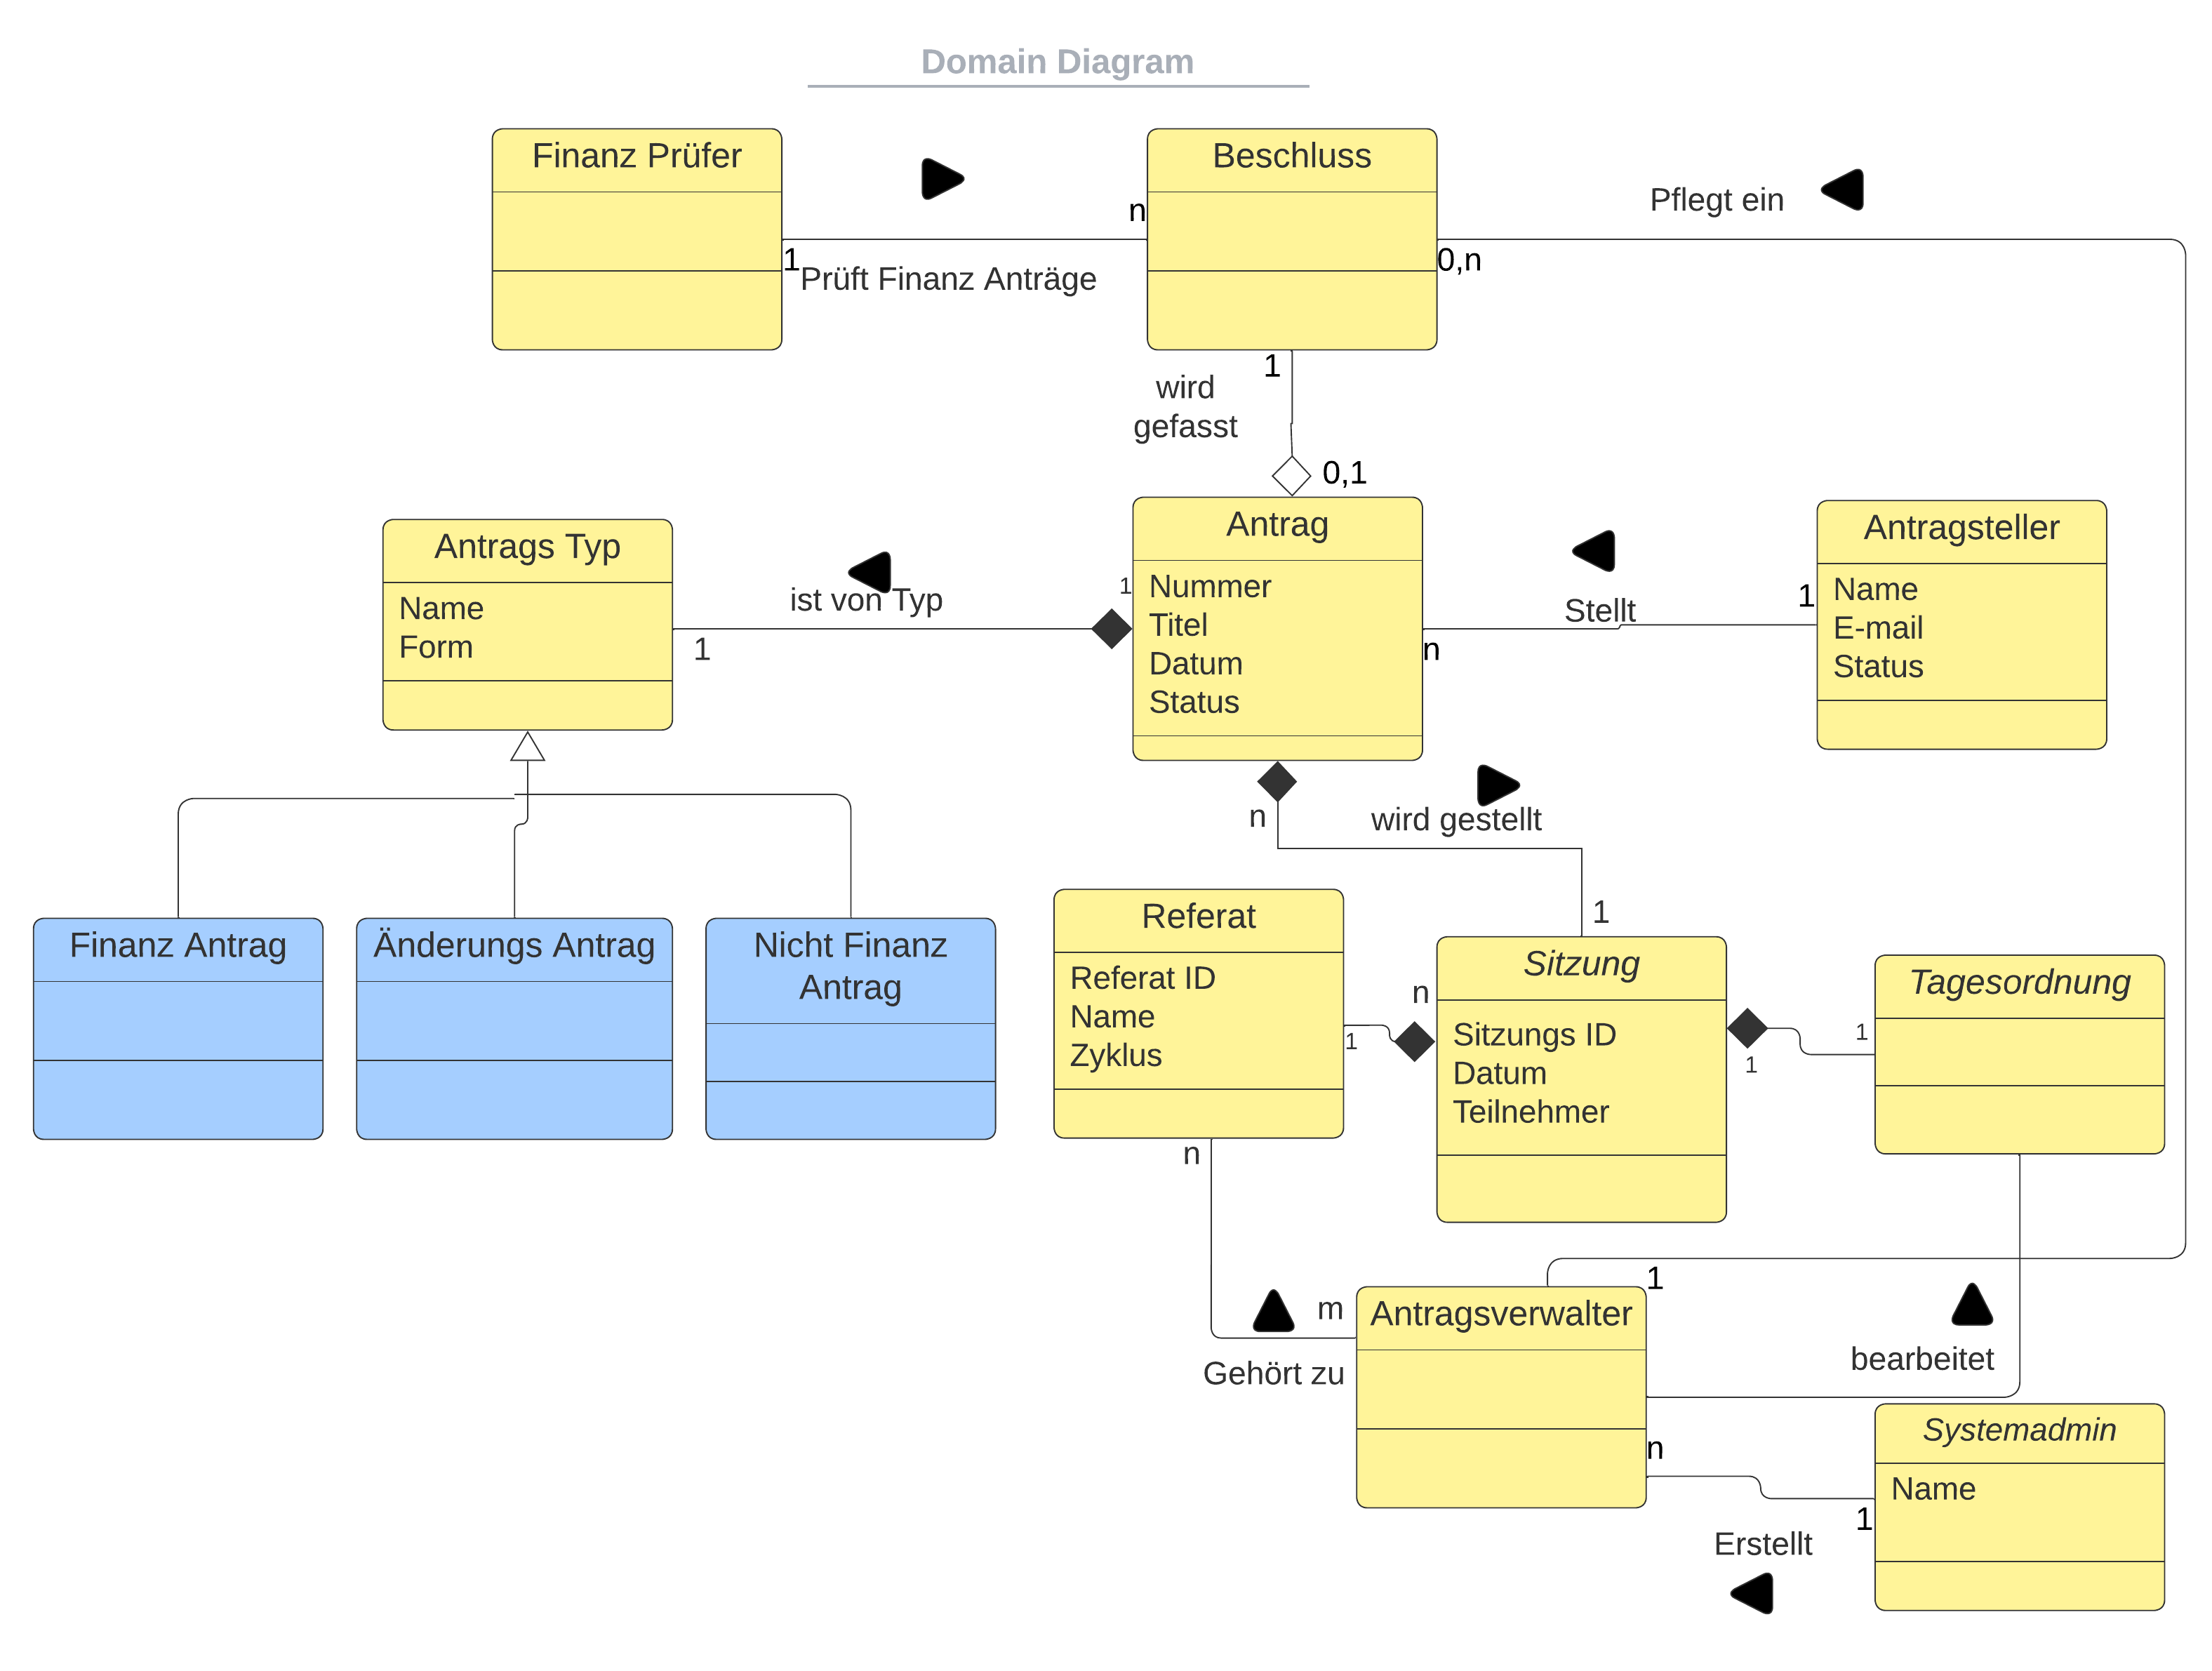 Domain Diagram
Finanz Prüfer
1
Prüft Finanz Anträge
n
Beschluss
0,n
Pflegt ein
1
wird
gefasst
0,1
Antrags Typ
Name
Form
1
ist von Typ
1
Antrag
Nummer
Titel
Datum
Status
n
Stellt
1
Antragsteller
Name
E-mail
Status
n
wird gestellt
1
Finanz Antrag
Änderungs Antrag
Nicht Finanz
Antrag
Referat
Referat ID
Name
Zyklus
1
n
Sitzung
Sitzungs ID
Datum
Teilnehmer
1
1
Tagesordnung
n
m
Gehört zu
Antragsverwalter
1
bearbeitet
n
1
Erstellt
Systemadmin
Name